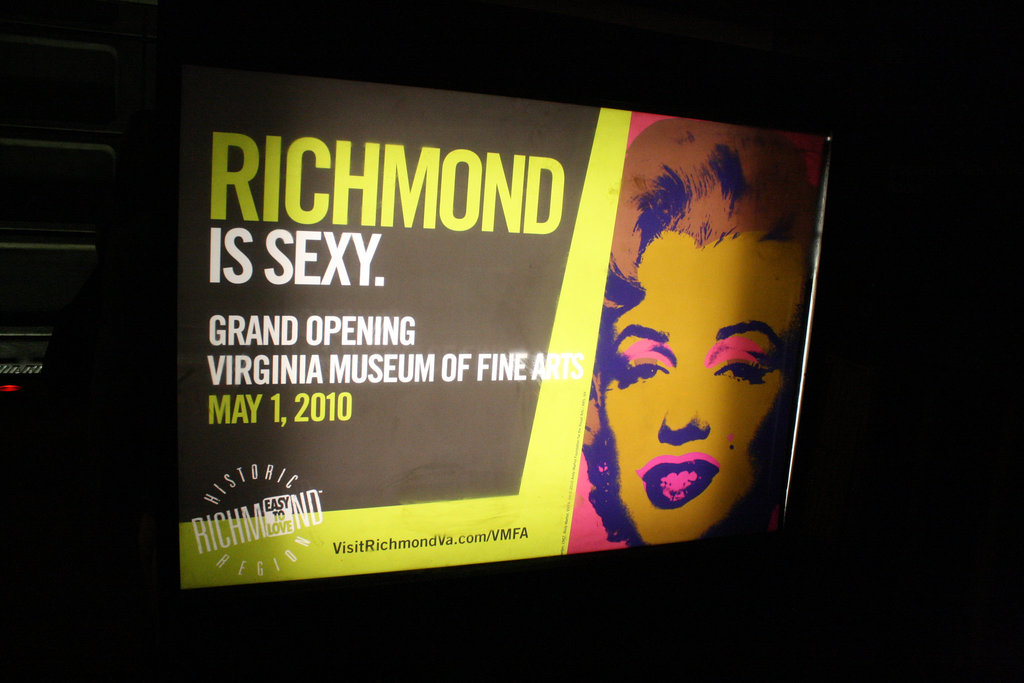 RICHMOND
IS SEXY.
GRAND OPENING
VIRGINIA MUSEUM OF FINE ARTS
MAY 1, 2010
HISTORIC
RICHMOND
EASY
TO
LOVE
REGION
VisitRichmondVa.com/VMFA